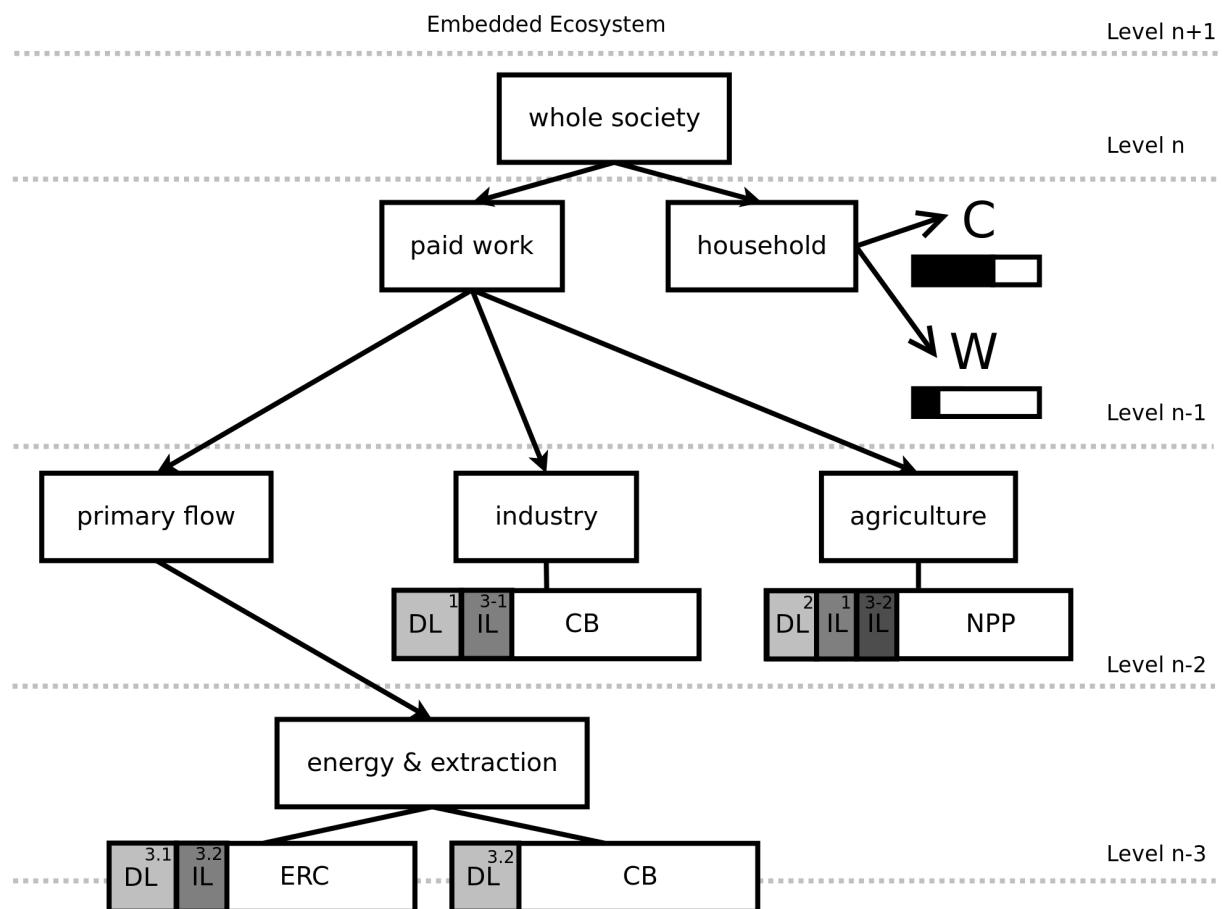 Embedded Ecosystem
Level n+1
whole society
Level n
paid work
household
C
W
Level n-1
primary flow
industry
agriculture
DL 1 IL 3-1 CB
DL 2 IL 1 IL 3-2 NPP
Level n-2
energy & extraction
Level n-3
DL 3.1 IL 3.2 ERC
DL 3.2 CB